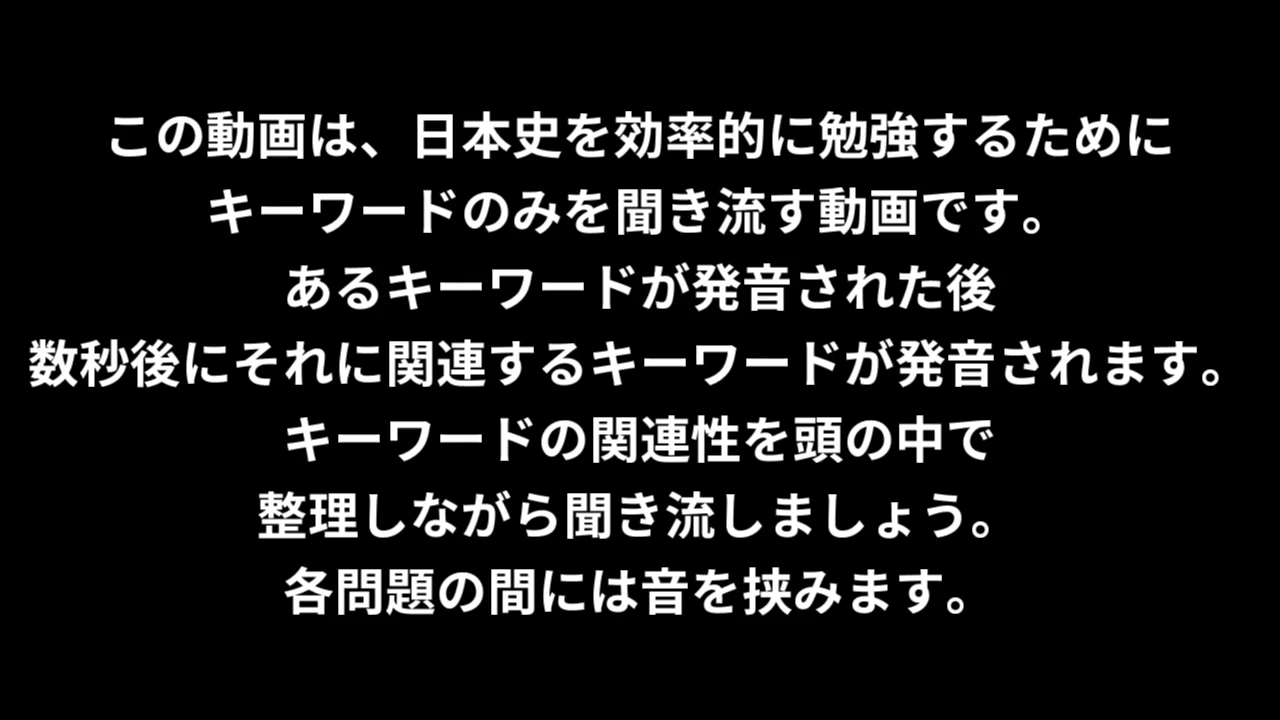 この動画は、日本史を効率的に勉強するために
キーワードのみを聞き流す動画です。
あるキーワードが発音された後
数秒後にそれに関連するキーワードが発音されます。
キーワードの関連性を頭の中で
整理しながら聞き流しましょう。
各問題の間には音を挟みます。